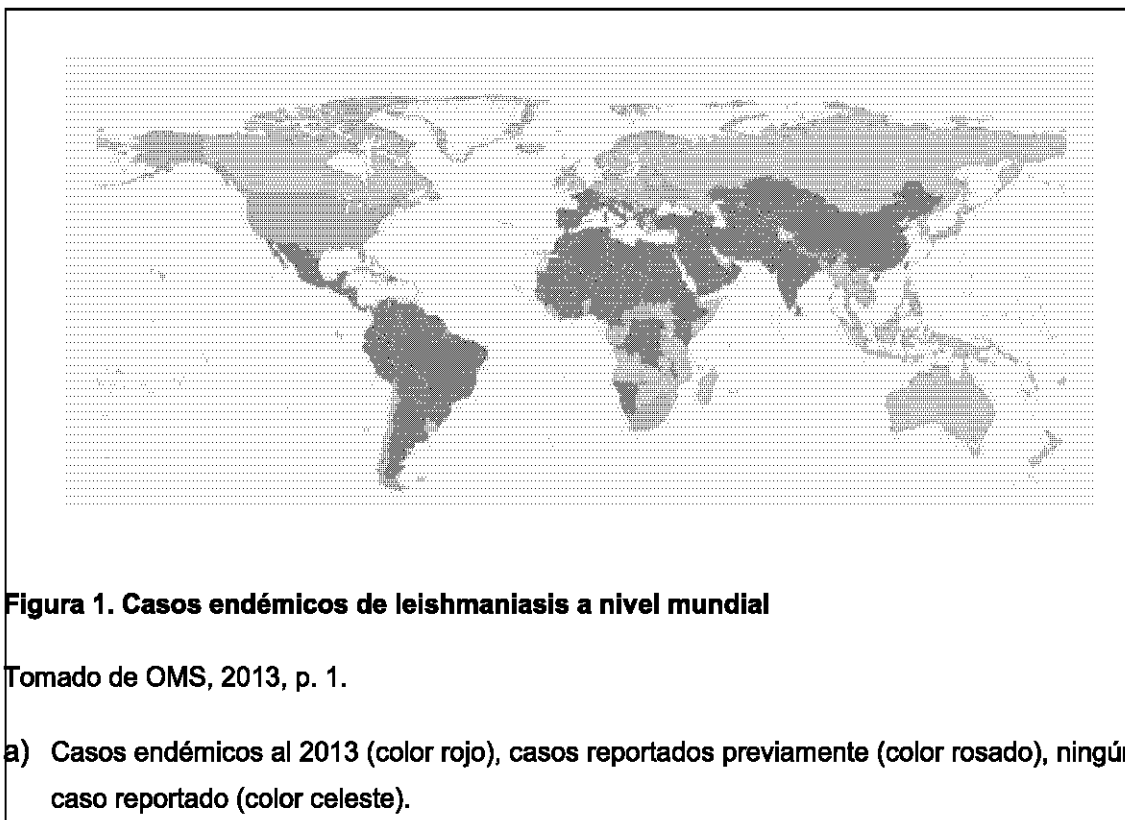 Figura 1. Casos endémicos de leishmaniasis a nivel mundial
Tomado de OMS, 2013, p. 1.
a) Casos endémicos al 2013 (color rojo), casos reportados previamente (color rosado), ningún
caso reportado (color celeste).